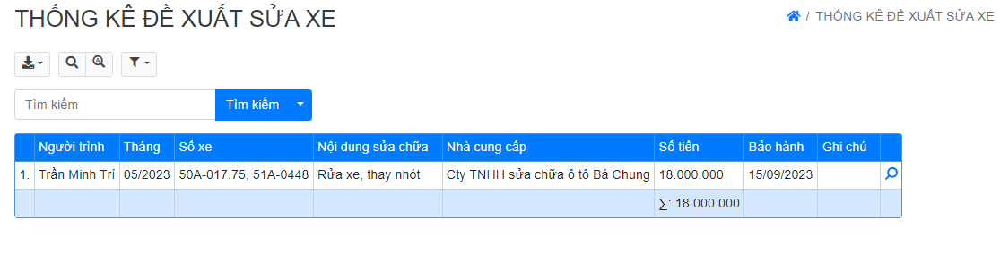 THỐNG KÊ ĐỀ XUẤT SỬA XE
/ THỐNG KÊ ĐỀ XUẤT SỬA XE
Tìm kiếm Tìm kiếm
Người trình Tháng Số xe Nội dung sửa chữa Nhà cung cấp Số tiền Bảo hành Ghi chú
1. Trần Minh Trí 05/2023 50A-017.75, 51A-0448 Rửa xe, thay nhót Cty TNHH sửa chữa ô tô Bá Chung 18.000.000 15/09/2023
∑: 18.000.000